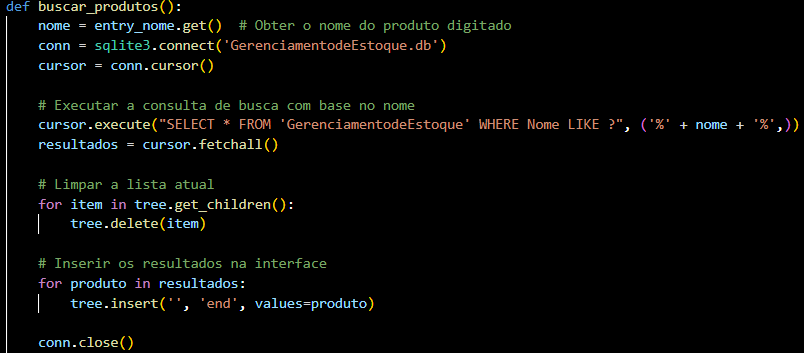 def buscar_produtos():
    nome = entry_nome.get()  # Obter o nome do produto digitado
    conn = sqlite3.connect('GerenciamentodeEstoque.db')
    cursor = conn.cursor()

    # Executar a consulta de busca com base no nome
    cursor.execute("SELECT * FROM 'GerenciamentodeEstoque' WHERE Nome LIKE ?", ('%' + nome + '%',))
    resultados = cursor.fetchall()

    # Limpar a lista atual
    for item in tree.get_children():
        tree.delete(item)

    # Inserir os resultados na interface
    for produto in resultados:
        tree.insert('', 'end', values=produto)

    conn.close()